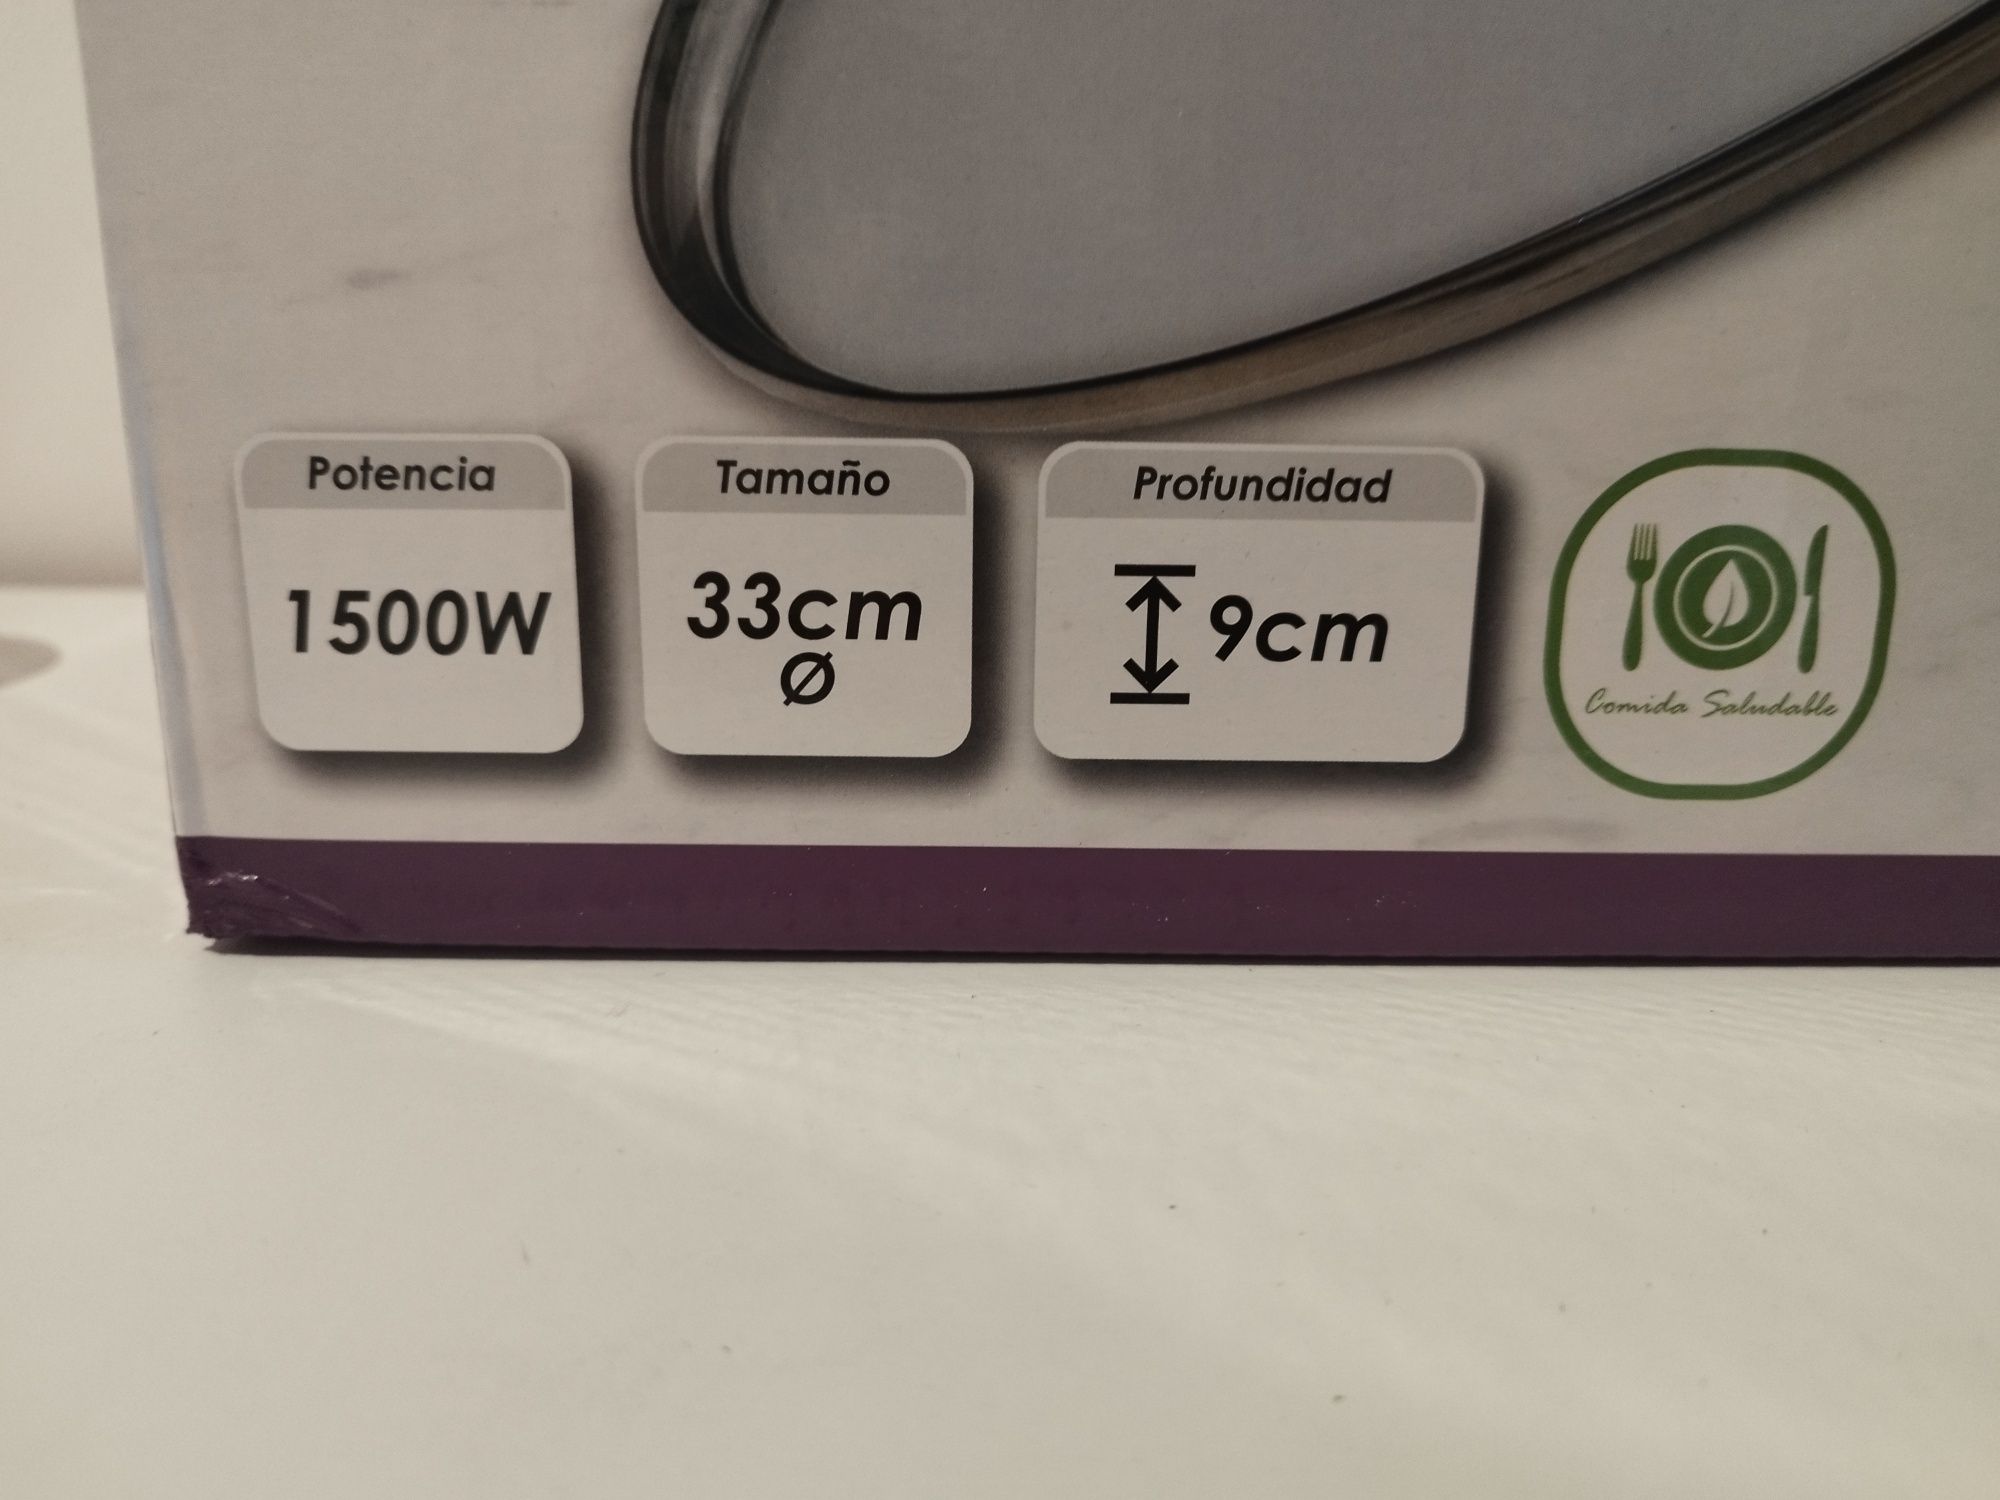 Potencia
1500W
Tamaño
33cm
Ø
Profundidad
9cm
Comida Saludable